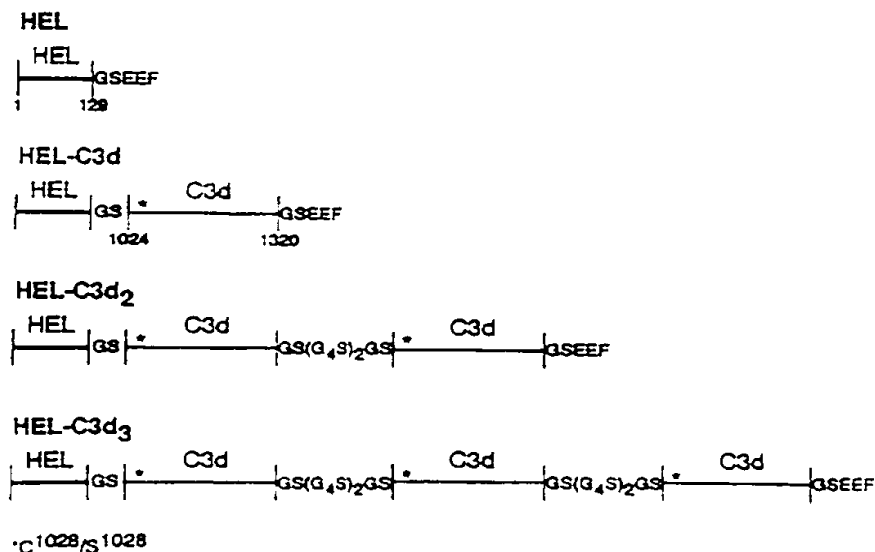 HEL
HEL
GSEEF
1 129
HEL-C3d
HEL GS * C3d GSEEF
1024 1320
HEL-C3d₂
HEL GS * C3d GS(G₄S)₂GS * C3d GSEEF
HEL-C3d₃
HEL GS * C3d GS(G₄S)₂GS * C3d GS(G₄S)₂GS * C3d GSEEF
*C¹⁰²⁸/S¹⁰²⁸